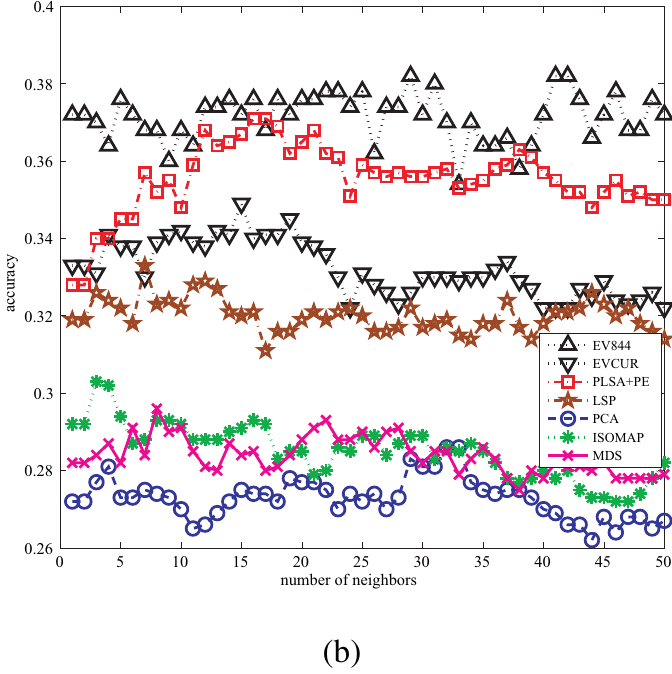 0.4
0.38
0.36
0.34
0.32
0.3
0.28
0.26
accuracy
EV844
EVCUR
PLSA+PE
LSP
PCA
ISOMAP
MDS
0 5 10 15 20 25 30 35 40 45 50
number of neighbors
(b)